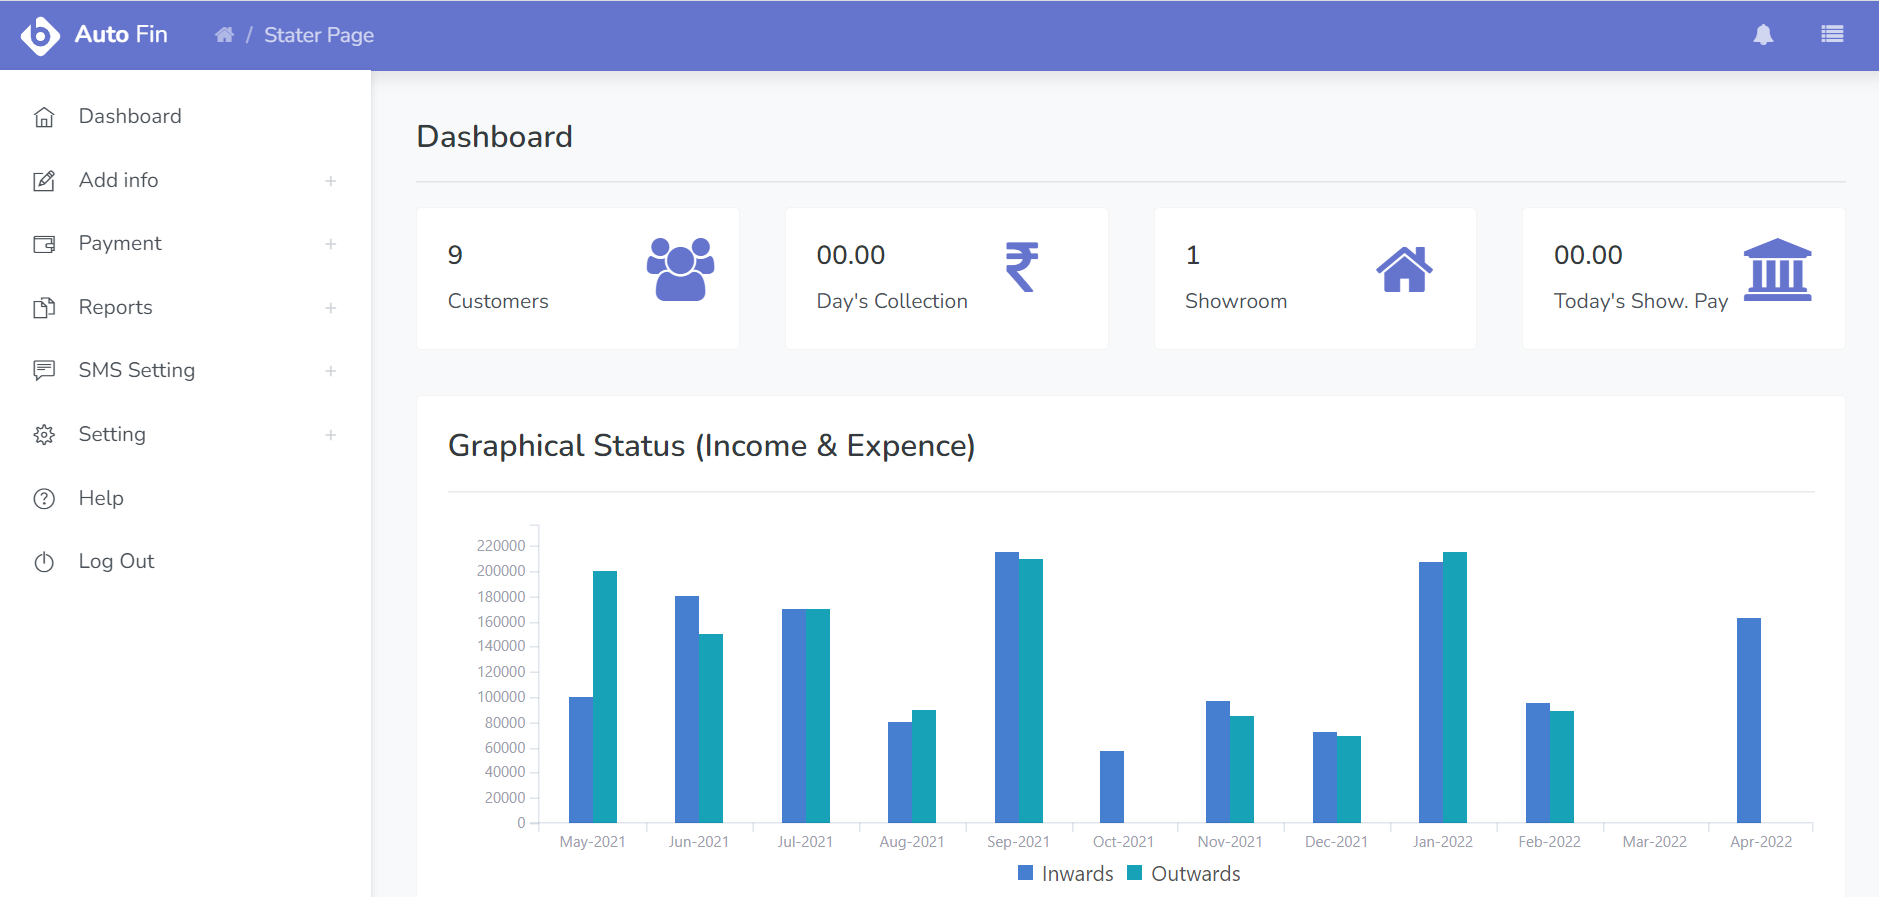 Auto Fin
/ Stater Page
Dashboard
Add info +
Payment +
Reports +
SMS Setting +
Setting +
Help
Log Out
Dashboard
9
Customers
00.00
Day's Collection
1
Showroom
00.00
Today's Show. Pay
Graphical Status (Income & Expence)
220000
200000
180000
160000
140000
120000
100000
80000
60000
40000
20000
0
May-2021 Jun-2021 Jul-2021 Aug-2021 Sep-2021 Oct-2021 Nov-2021 Dec-2021 Jan-2022 Feb-2022 Mar-2022 Apr-2022
Inwards Outwards